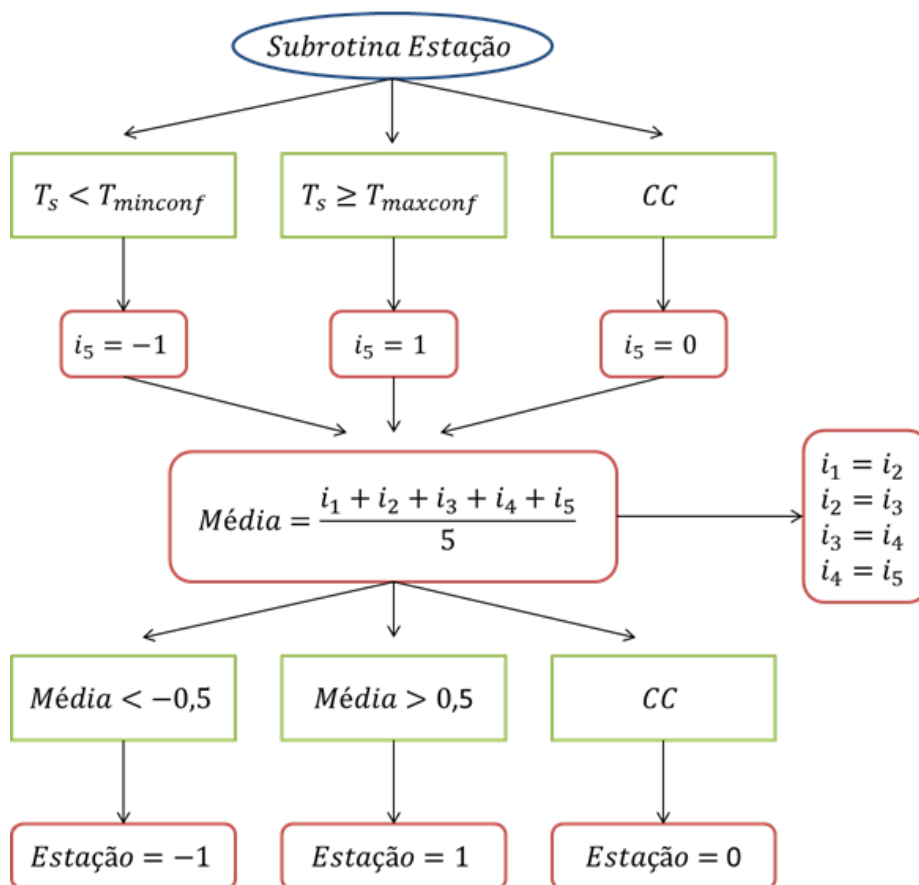 Subrotina Estação
T_s < T_minconf
T_s ≥ T_maxconf
CC
i_5 = −1
i_5 = 1
i_5 = 0
Média = (i_1 + i_2 + i_3 + i_4 + i_5) / 5
i_1 = i_2
i_2 = i_3
i_3 = i_4
i_4 = i_5
Média < −0,5
Média > 0,5
CC
Estação = −1
Estação = 1
Estação = 0